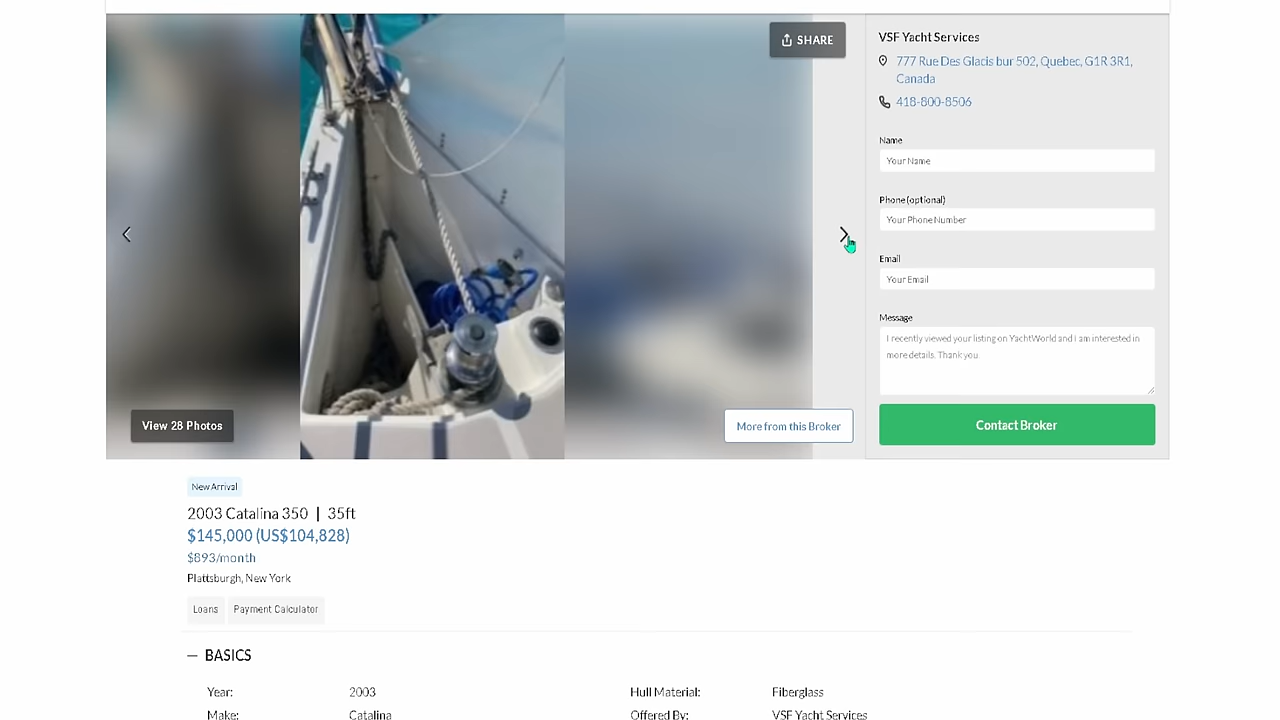 SHARE
View 28 Photos
More from this Broker
VSF Yacht Services
777 Rue Des Glacis bur 502, Quebec, G1R 3R1,
Canada
418-800-8506
Name
Your Name
Phone (optional)
Your Phone Number
Email
Your Email
Message
I recently viewed your listing on YachtWorld and I am interested in
more details. Thank you.
Contact Broker
New Arrival
2003 Catalina 350 | 35ft
$145,000 (US$104,828)
$893/month
Plattsburgh, New York
Loans Payment Calculator
— BASICS
Year: 2003 Hull Material: Fiberglass
Make: Catalina Offered By: VSF Yacht Services